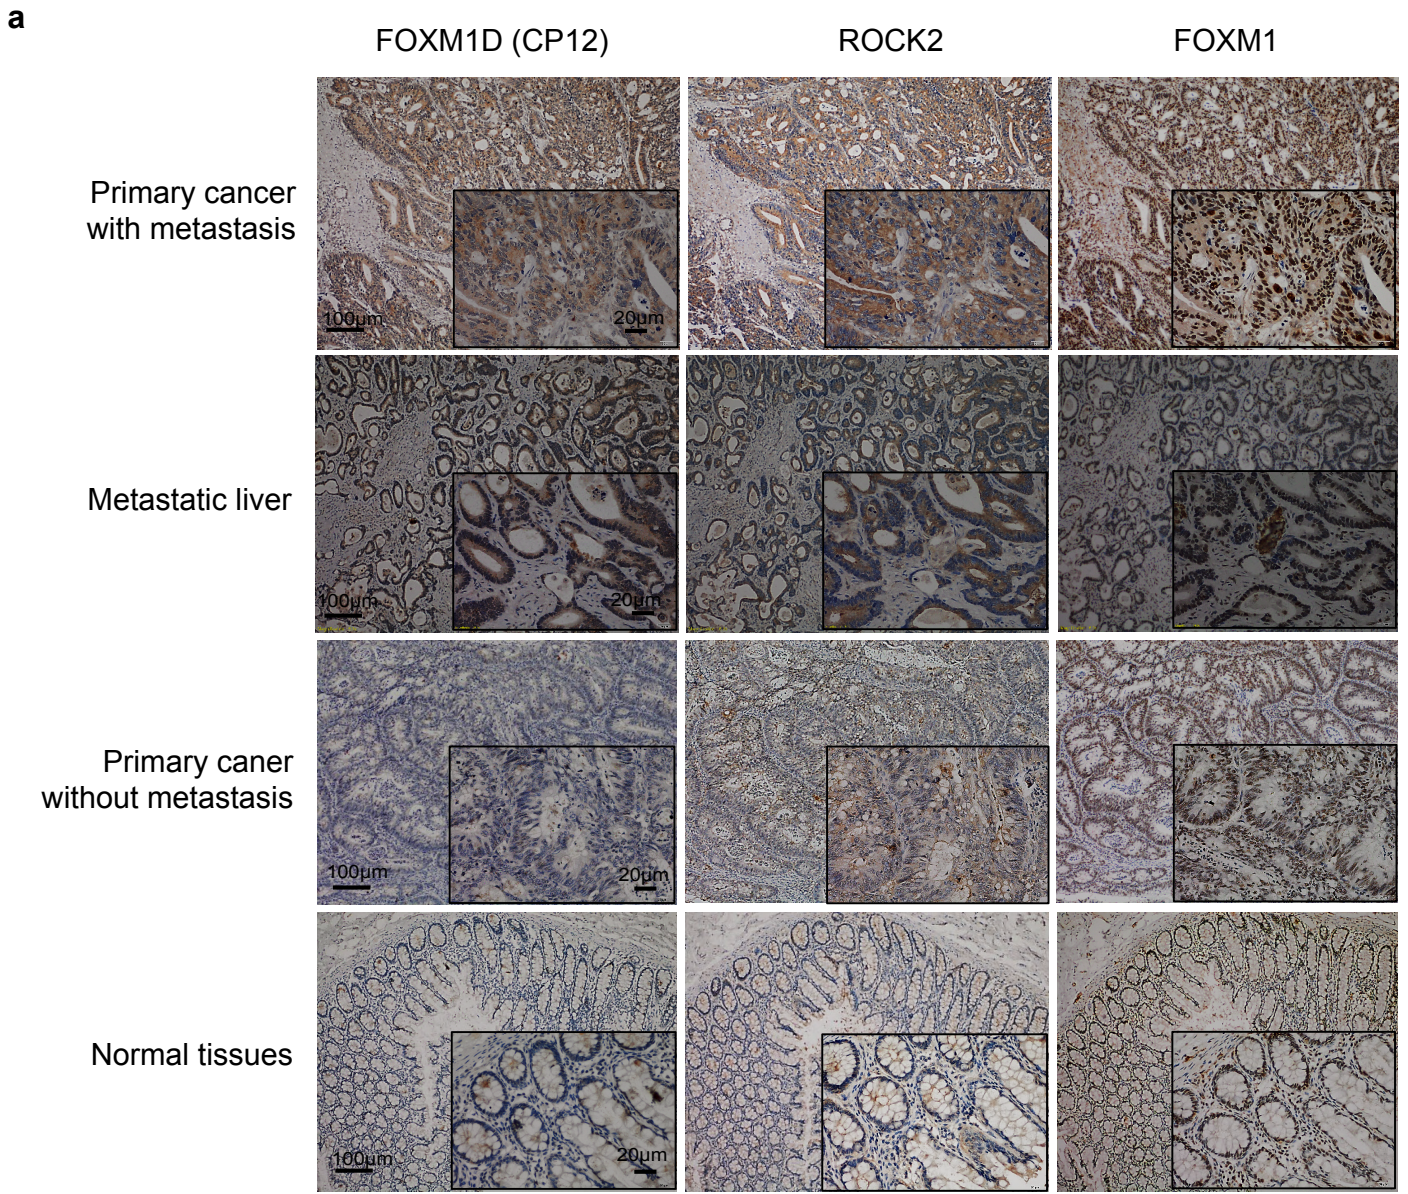 a
FOXM1D (CP12)
ROCK2
FOXM1
Primary cancer
with metastasis
100µm
20µm
Metastatic liver
100µm
20µm
Primary caner
without metastasis
100µm
20µm
Normal tissues
100µm
20µm